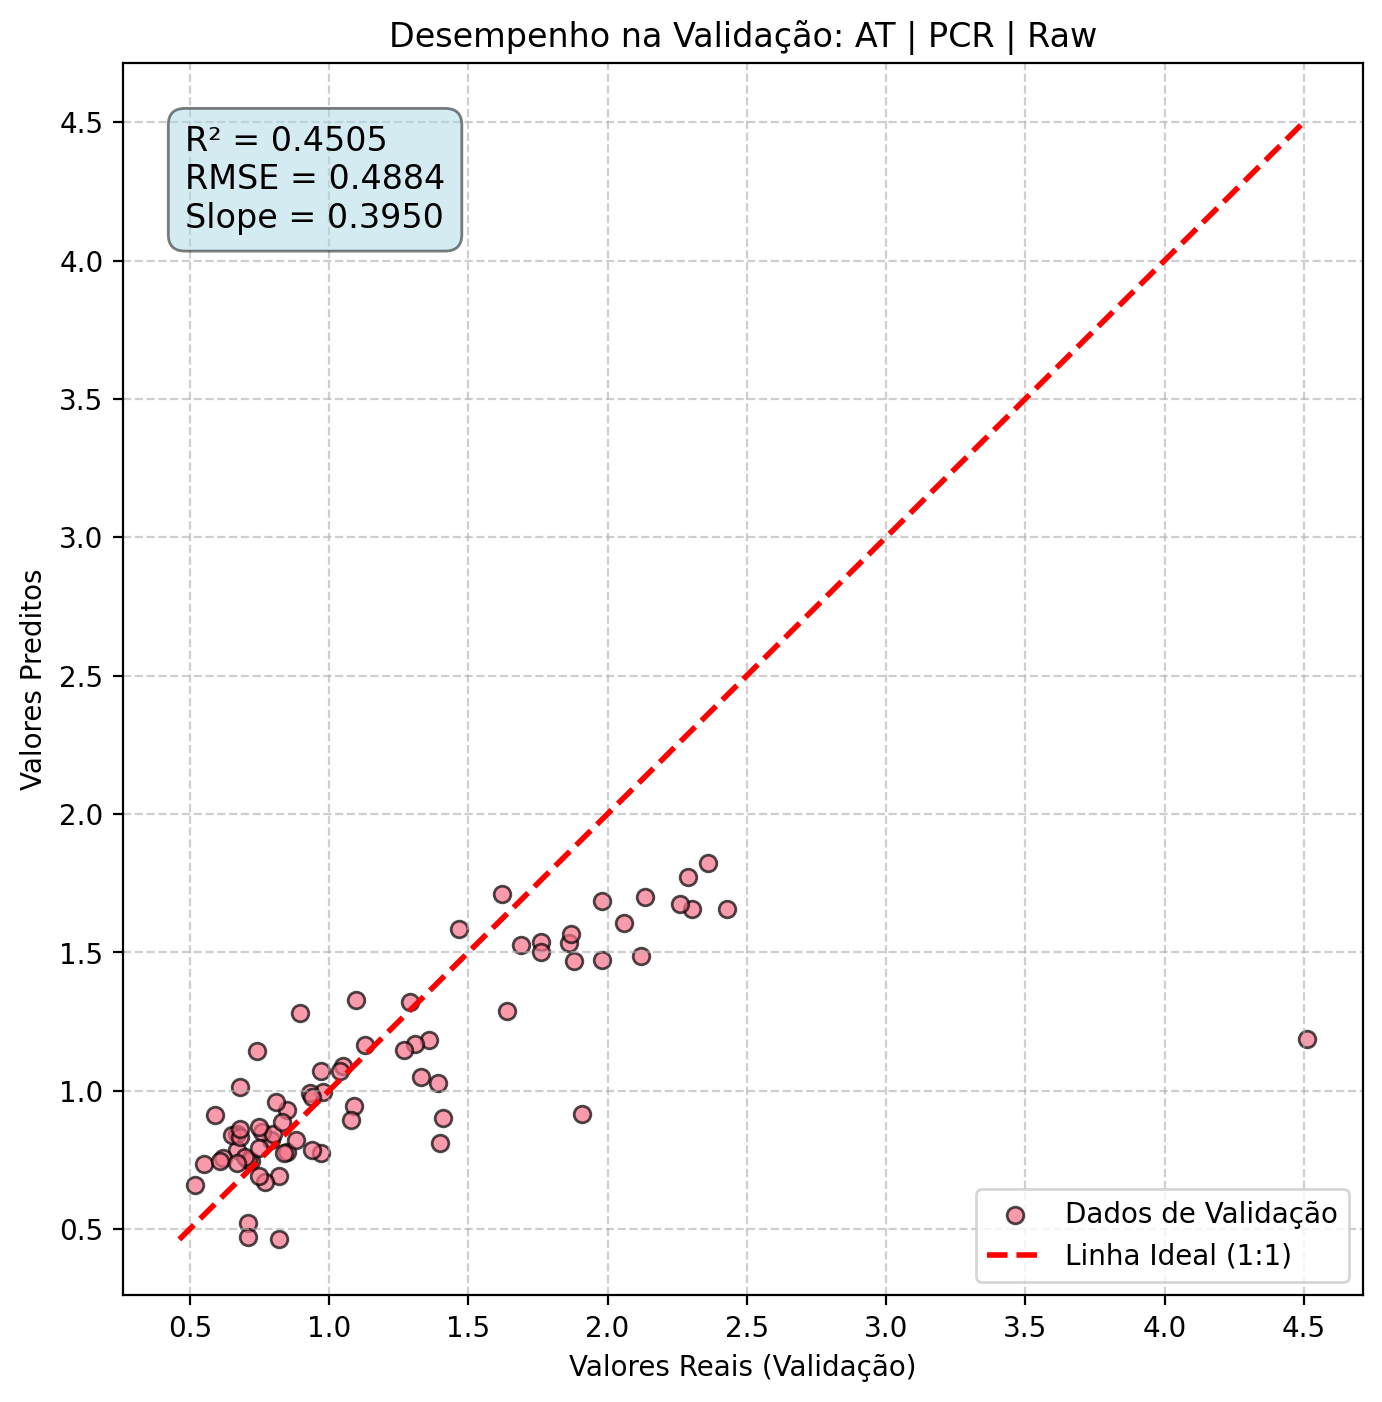 Desempenho na Validação: AT | PCR | Raw
R² = 0.4505
RMSE = 0.4884
Slope = 0.3950
4.5
4.0
3.5
3.0
2.5
2.0
1.5
1.0
0.5
Valores Preditos
Dados de Validação
Linha Ideal (1:1)
0.5 1.0 1.5 2.0 2.5 3.0 3.5 4.0 4.5
Valores Reais (Validação)